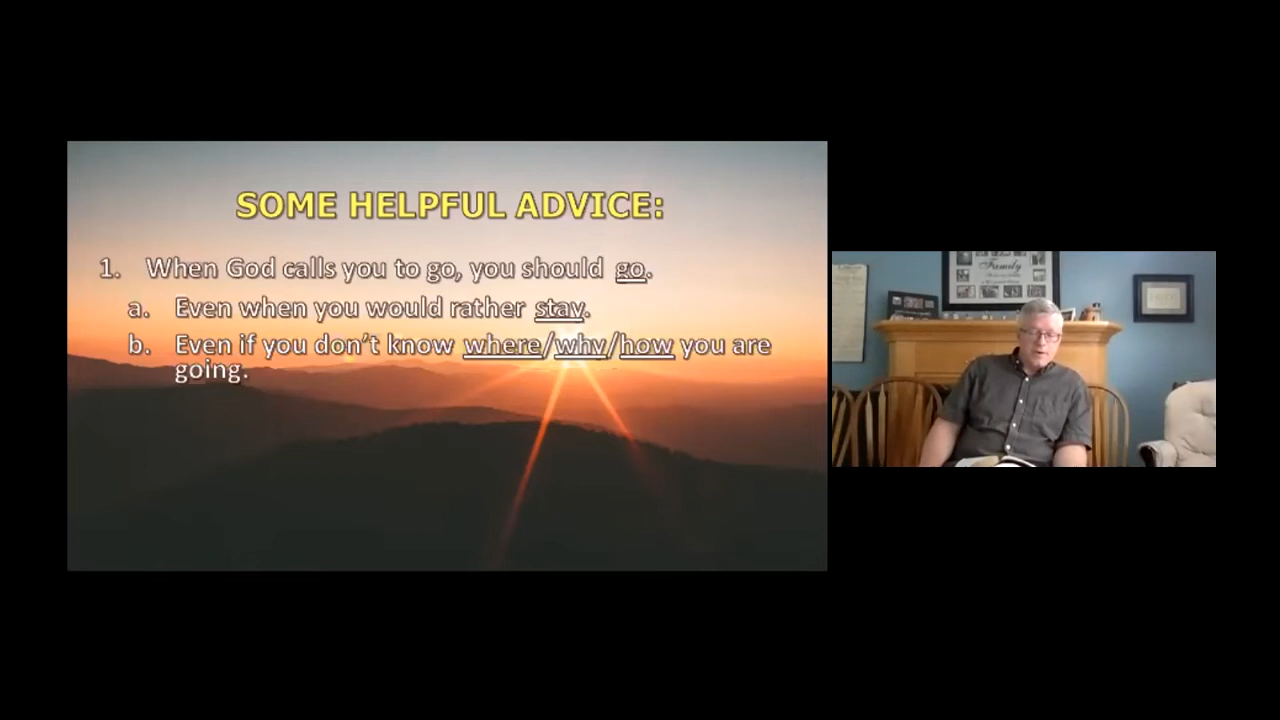 SOME HELPFUL ADVICE:
1. When God calls you to go, you should go.
a. Even when you would rather stay.
b. Even if you don't know where/why/how you are
going.
Family